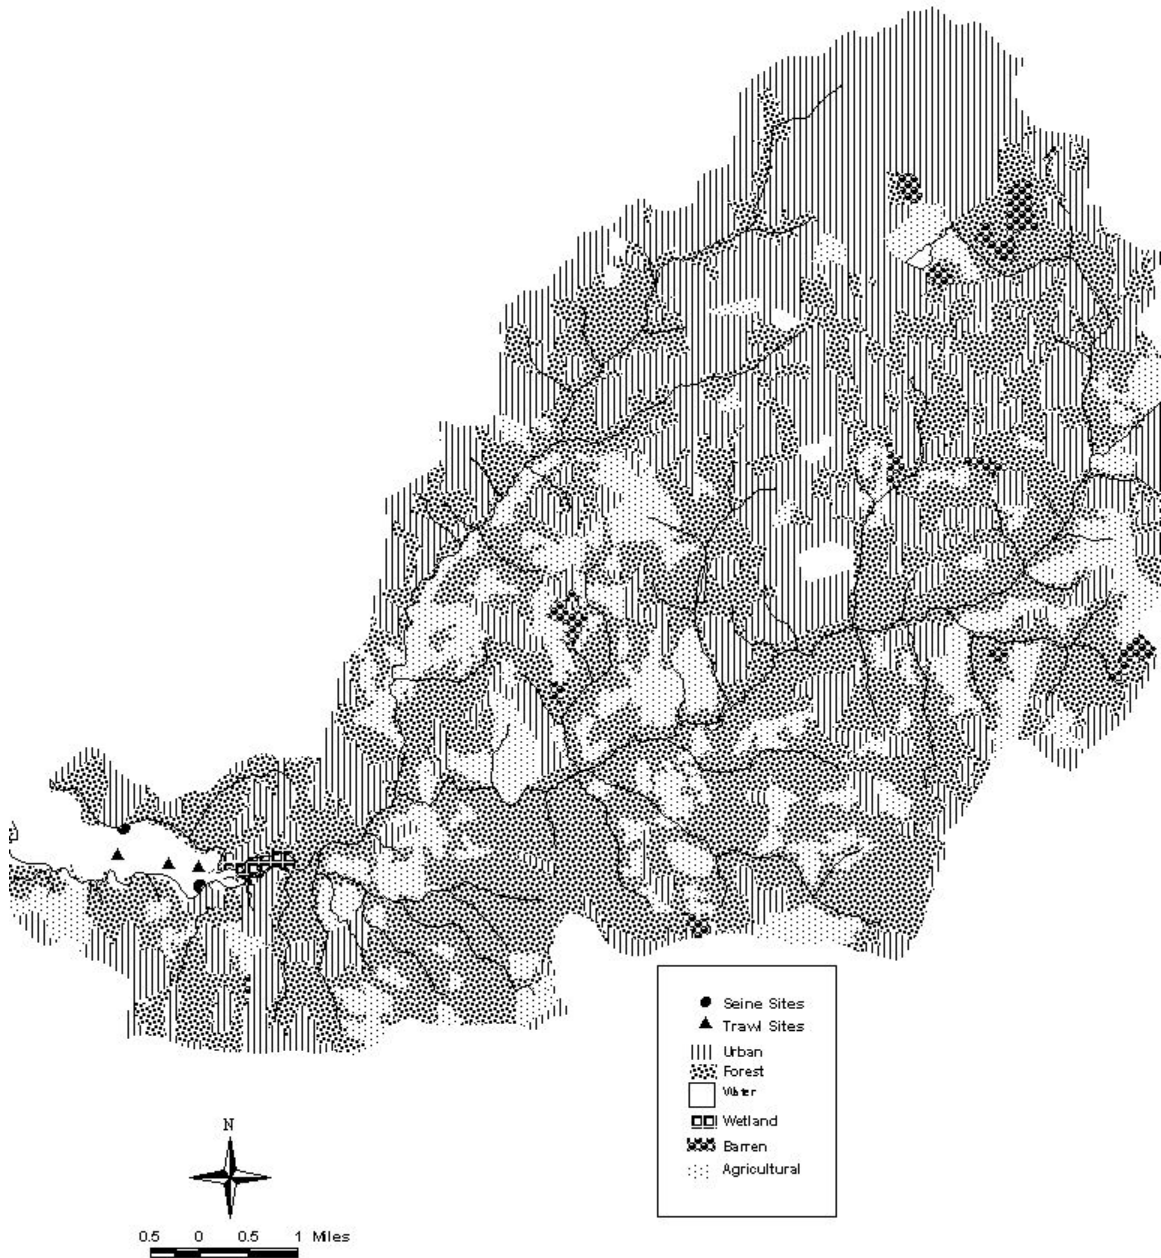 Seine Sites
Trawl Sites
Urban
Forest
Water
Wetland
Barren
Agricultural
N
0.5 0 0.5 1 Miles